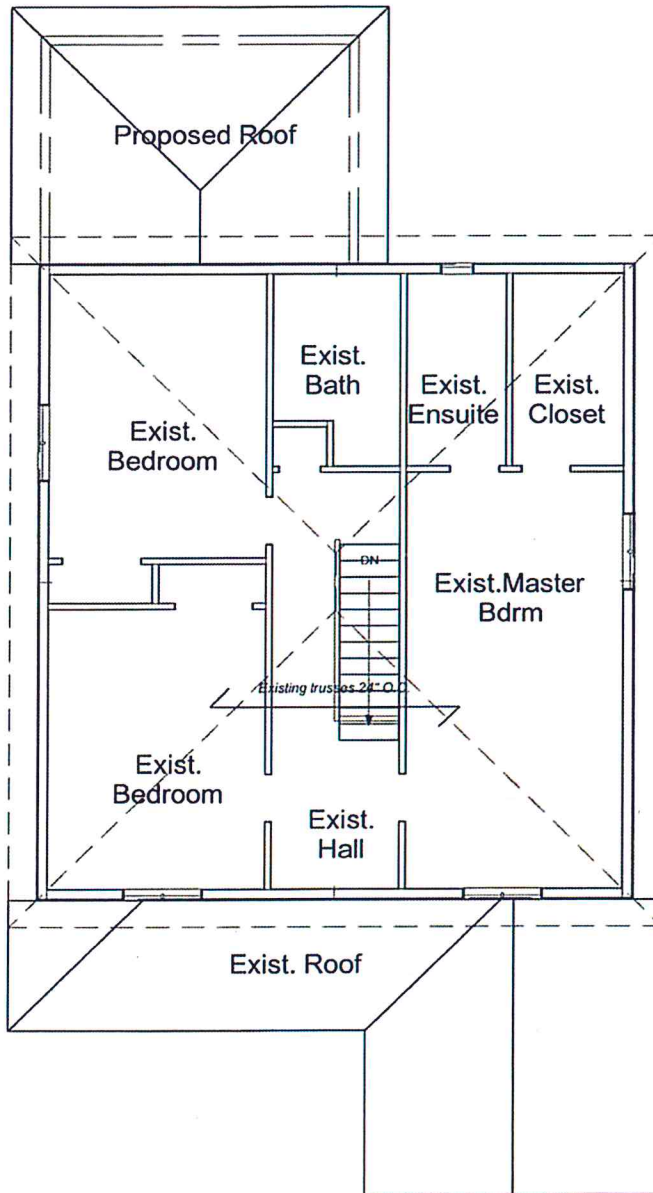 Proposed Roof
Exist.
Bath
Exist.
Ensuite
Exist.
Closet
Exist.
Bedroom
DN
Exist.Master
Bdrm
Existing trusses 24" O.C.
Exist.
Bedroom
Exist.
Hall
Exist. Roof